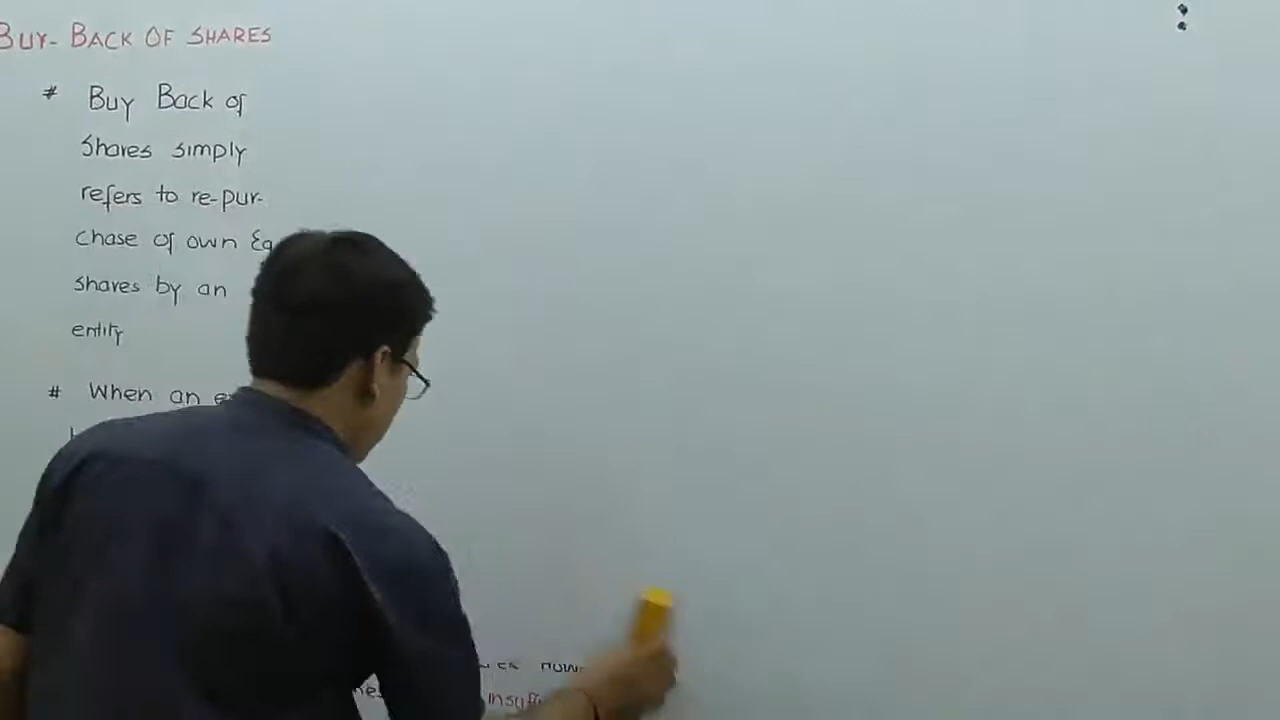 BUY- BACK OF SHARES
# Buy Back of
Shares simply
refers to re-pur-
chase of own Eq
shares by an
entity
# When an